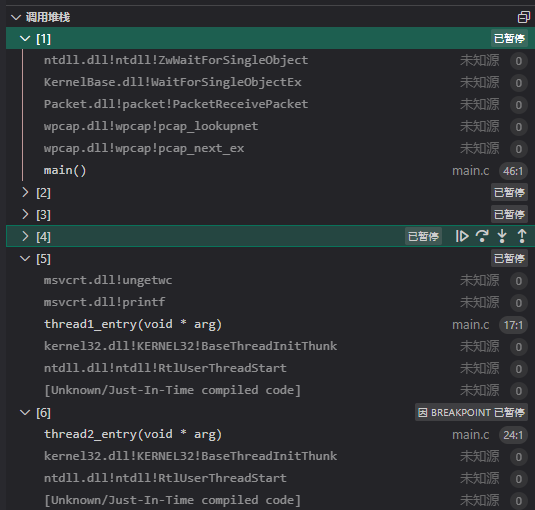 调用堆栈
[1] 已暂停
ntdll.dll!ntdll!ZwWaitForSingleObject 未知源 0
KernelBase.dll!WaitForSingleObjectEx 未知源 0
Packet.dll!packet!PacketReceivePacket 未知源 0
wpcap.dll!wpcap!pcap_lookupnet 未知源 0
wpcap.dll!wpcap!pcap_next_ex 未知源 0
main() main.c 46:1
[2] 已暂停
[3] 已暂停
[4] 已暂停
[5] 已暂停
msvcrt.dll!ungetwc 未知源 0
msvcrt.dll!printf 未知源 0
thread1_entry(void * arg) main.c 17:1
kernel32.dll!KERNEL32!BaseThreadInitThunk 未知源 0
ntdll.dll!ntdll!RtlUserThreadStart 未知源 0
[Unknown/Just-In-Time compiled code] 0
[6] BREAKPOINT 已暂停
thread2_entry(void * arg) main.c 24:1
kernel32.dll!KERNEL32!BaseThreadInitThunk 未知源 0
ntdll.dll!ntdll!RtlUserThreadStart 未知源 0
[Unknown/Just-In-Time compiled code] 未知源 0